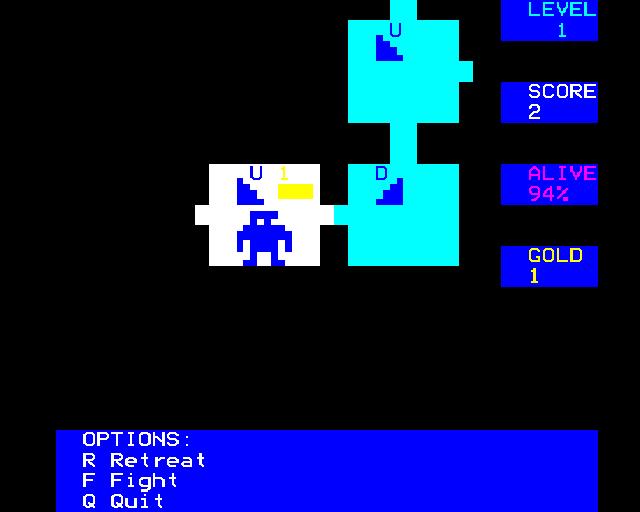 U
LEVEL
1
SCORE
2
U 1
D
ALIVE
94%
GOLD
1
OPTIONS:
R Retreat
F Fight
Q Quit